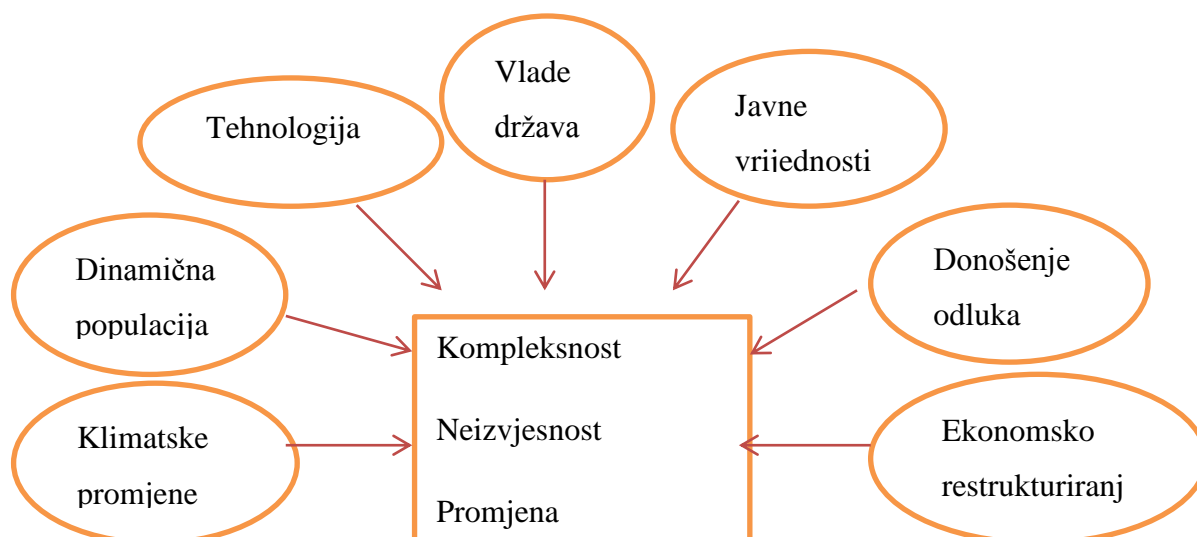 Vlade
država
Tehnologija
Javne
vrijednosti
Dinamična
populacija
Donošenje
odluka
Kompleksnost
Neizvjesnost
Promjena
Klimatske
promjene
Ekonomsko
restrukturiranj